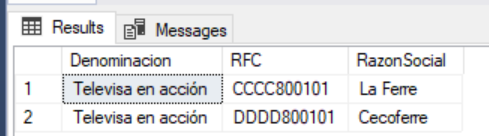 Results Messages
Denominacion RFC RazonSocial
1 Televisa en acción CCCC800101 La Ferre
2 Televisa en acción DDDD800101 Cecoferre